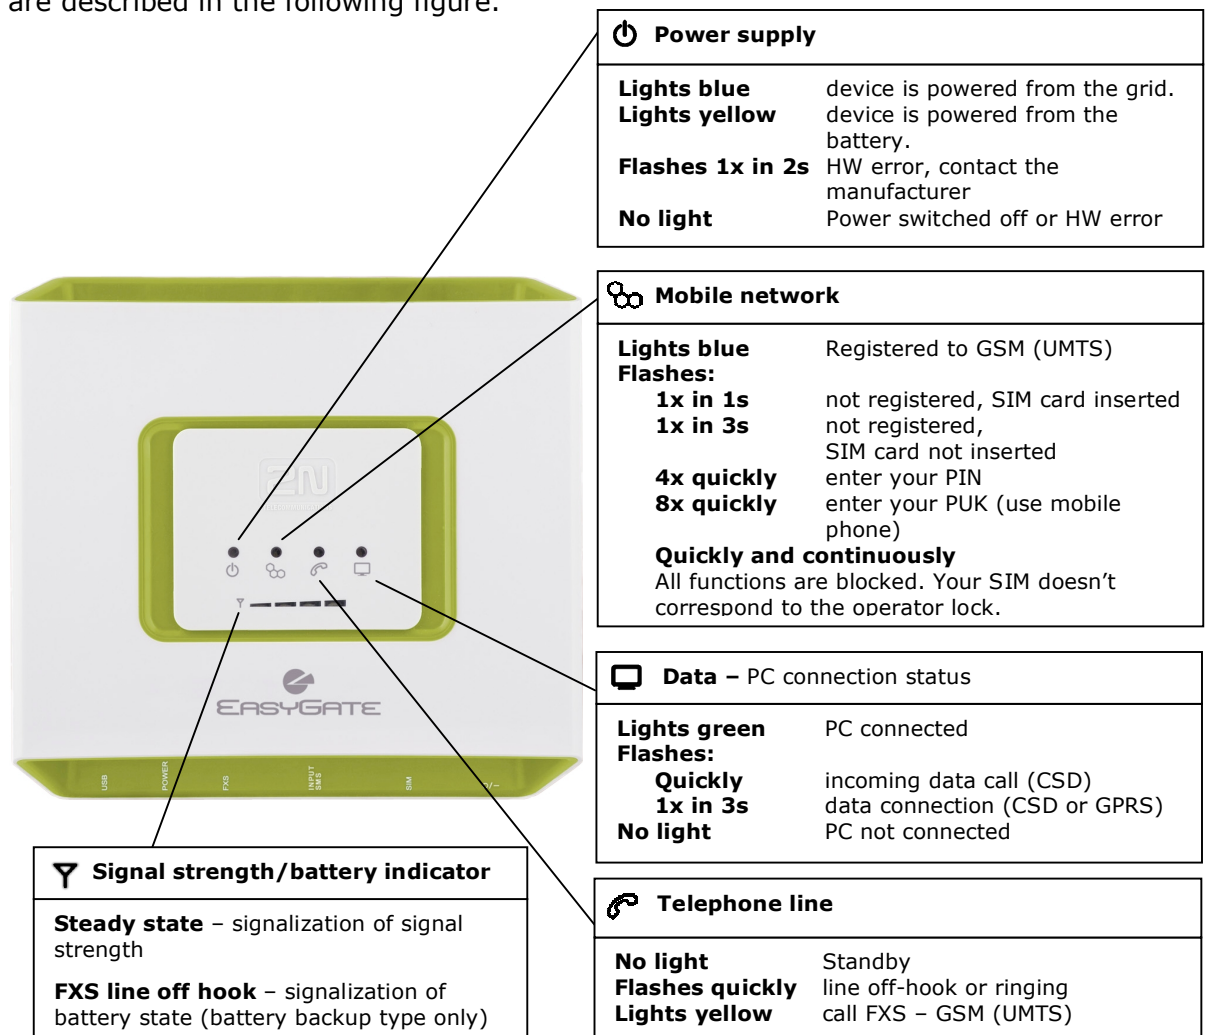 are described in the following figure.
Power supply
Lights blue device is powered from the grid.
Lights yellow device is powered from the
battery.
Flashes 1x in 2s HW error, contact the
manufacturer
No light Power switched off or HW error
Mobile network
Lights blue Registered to GSM (UMTS)
Flashes:
1x in 1s not registered, SIM card inserted
1x in 3s not registered,
SIM card not inserted
4x quickly enter your PIN
8x quickly enter your PUK (use mobile
phone)
Quickly and continuously
All functions are blocked. Your SIM doesn’t
correspond to the operator lock.
2N
EASYGATE
USB
POWER
FXS
INPUT
SMS
SIM
Data – PC connection status
Lights green PC connected
Flashes:
Quickly incoming data call (CSD)
1x in 3s data connection (CSD or GPRS)
No light PC not connected
Signal strength/battery indicator
Steady state – signalization of signal
strength
FXS line off hook – signalization of
battery state (battery backup type only)
Telephone line
No light Standby
Flashes quickly line off-hook or ringing
Lights yellow call FXS – GSM (UMTS)